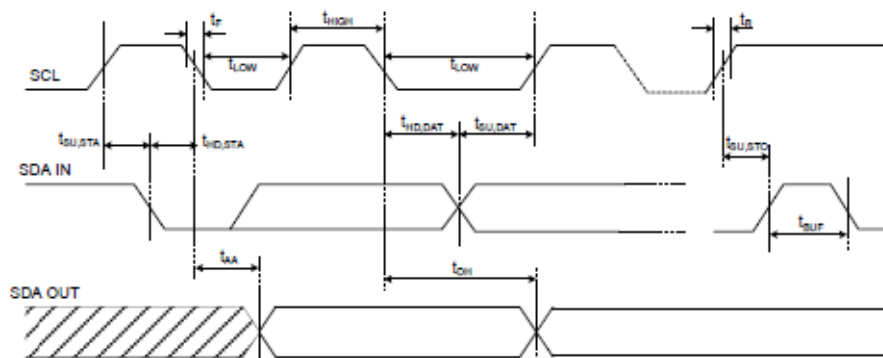 tF
tHIGH
tR
tLOW
tLOW
SCL
tHD,DAT
tSU,DAT
tSU,STA
tHD,STA
tSU,STO
SDA IN
tBUF
tAA
tDH
SDA OUT